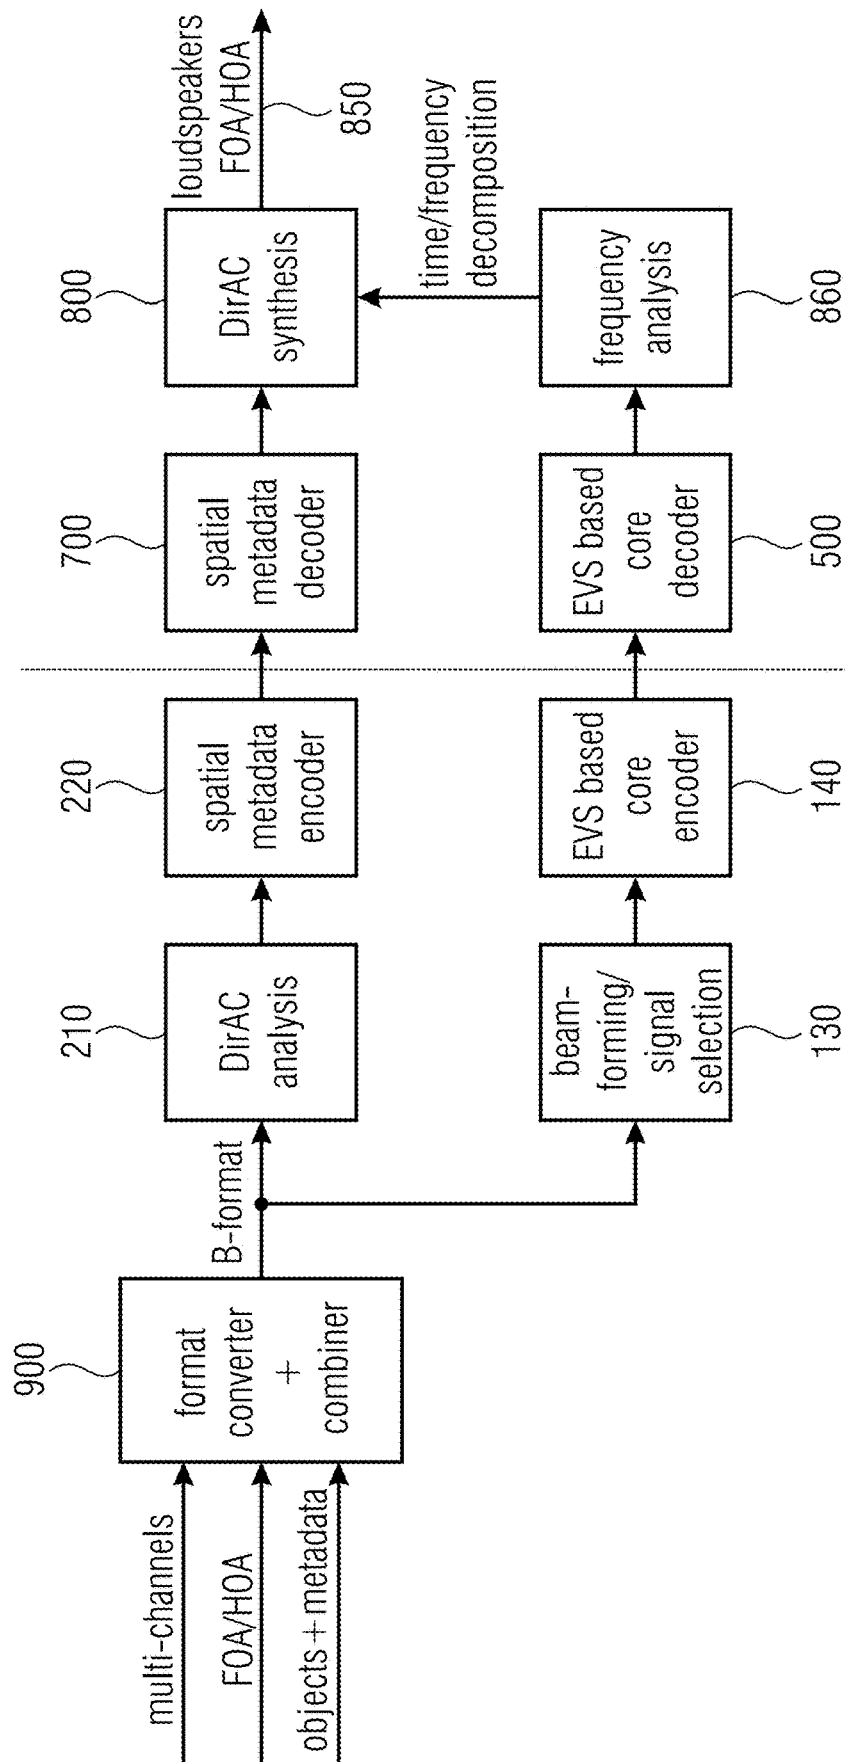 multi-channels
FOA/HOA
objects+metadata
900
format
converter
+
combiner
B-format
210
DirAC
analysis
220
spatial
metadata
encoder
700
spatial
metadata
decoder
800
DirAC
synthesis
loudspeakers
FOA/HOA
850
beam-
forming/
signal
selection
130
EVS based
core
encoder
140
EVS based
core
decoder
500
frequency
analysis
860
time/frequency
decomposition